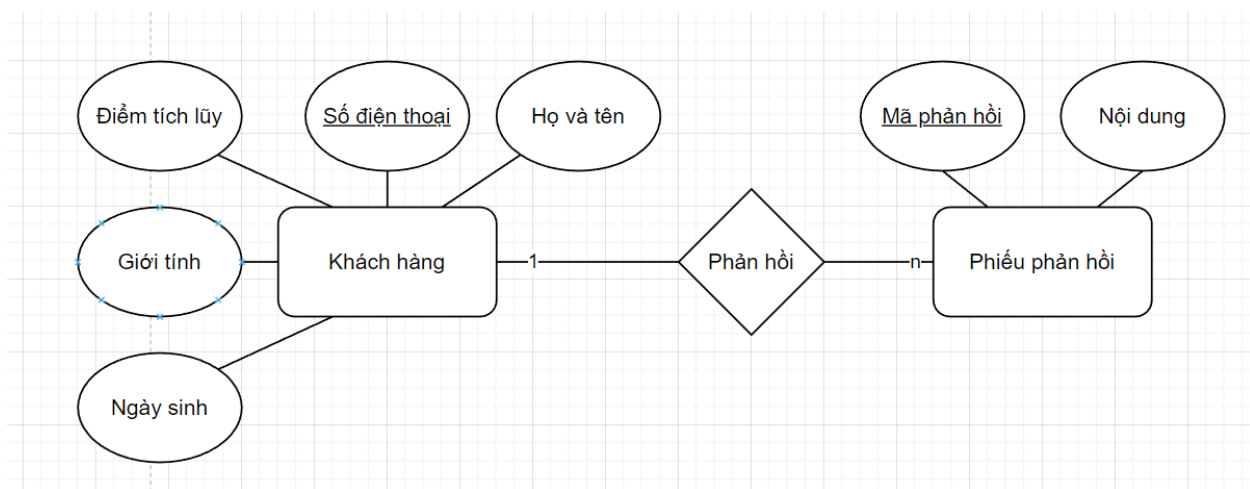 Điểm tích lũy
Số điện thoại
Họ và tên
Mã phản hồi
Nội dung
Giới tính
Khách hàng
1
Phản hồi
n
Phiếu phản hồi
Ngày sinh